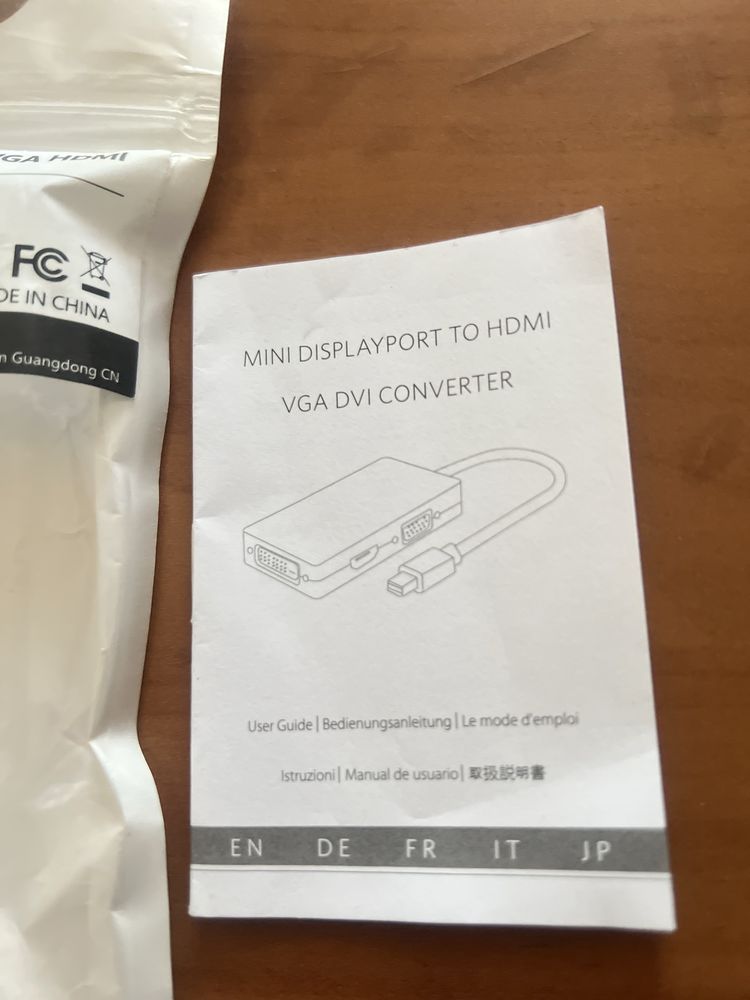 VGA HDMI
FC
DE IN CHINA
Guangdong CN
MINI DISPLAYPORT TO HDMI
VGA DVI CONVERTER
User Guide | Bedienungsanleitung | Le mode d'emploi
Istruzioni | Manual de usuario | 取扱説明書
EN DE FR IT JP